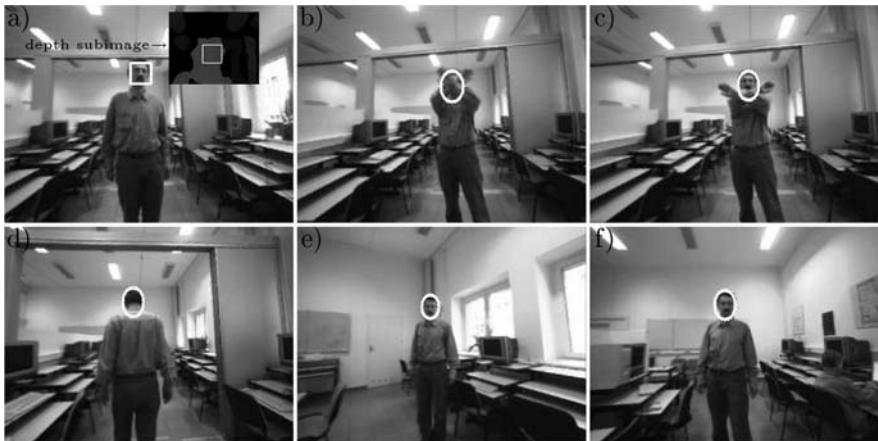 a)
depth subimage→
b)
c)
d)
e)
f)